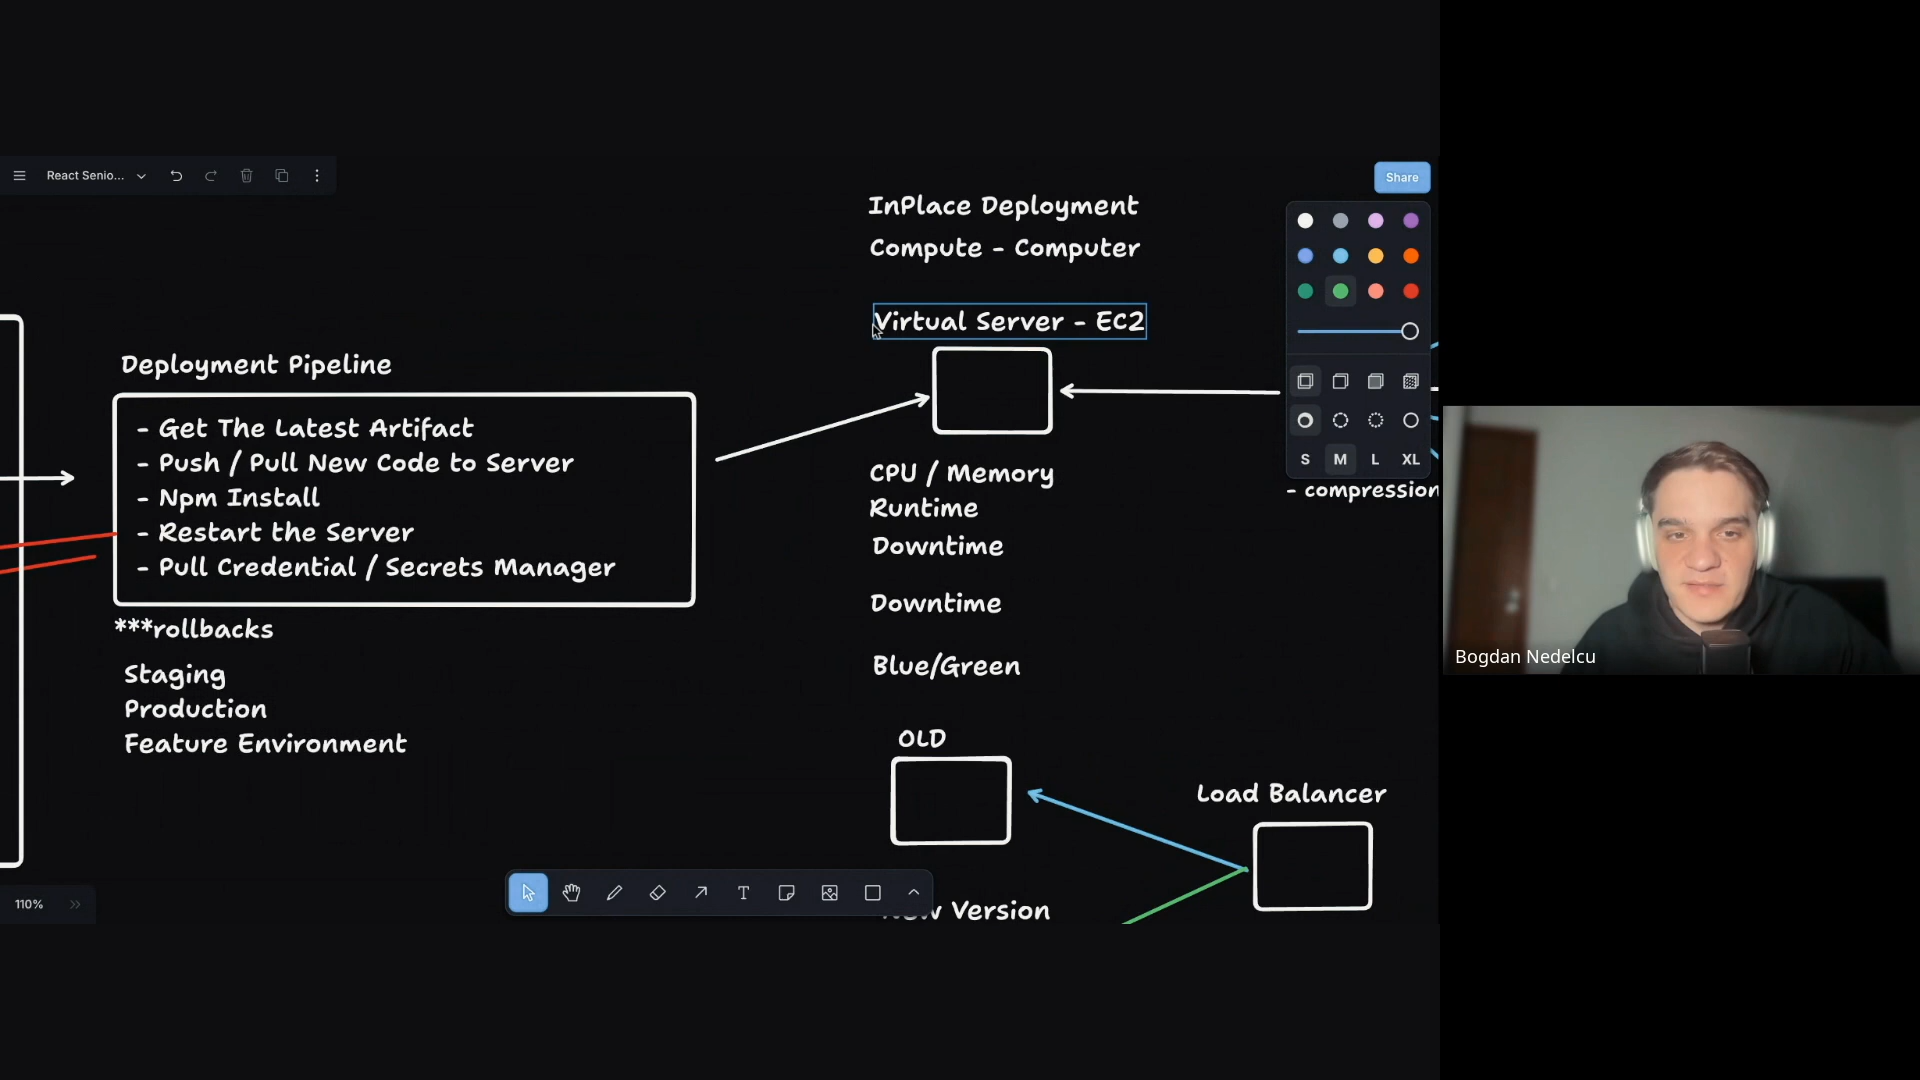 React Senio...
Share
InPlace Deployment
Compute - Computer
Virtual Server - EC2
Deployment Pipeline
- Get The Latest Artifact
- Push / Pull New Code to Server
- Npm Install
- Restart the Server
- Pull Credential / Secrets Manager
***rollbacks
Staging
Production
Feature Environment
CPU / Memory
Runtime
Downtime
Downtime
Blue/Green
OLD
Load Balancer
Version
S M L XL
- compression
110%
T
Bogdan Nedelcu